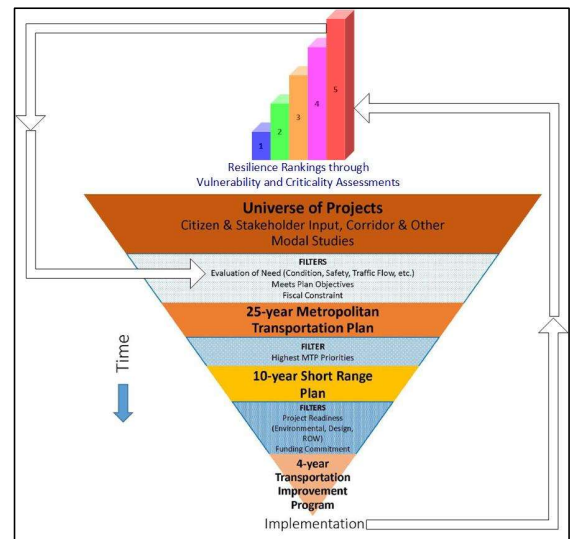 5
4
3
2
1
Resilience Rankings through
Vulnerability and Criticality Assessments
Universe of Projects
Citizen & Stakeholder Input, Corridor & Other
Modal Studies
FILTERS
Evaluation of Need (Condition, Safety, Traffic Flow, etc.)
Meets Plan Objectives
Fiscal Constraint
25-year Metropolitan
Transportation Plan
FILTER
Highest MTP Priorities
10-year Short Range
Plan
FILTERS
Project Readiness
(Environmental, Design,
ROW)
Funding Commitment
4-year
Transportation
Improvement
Program
Implementation
Time